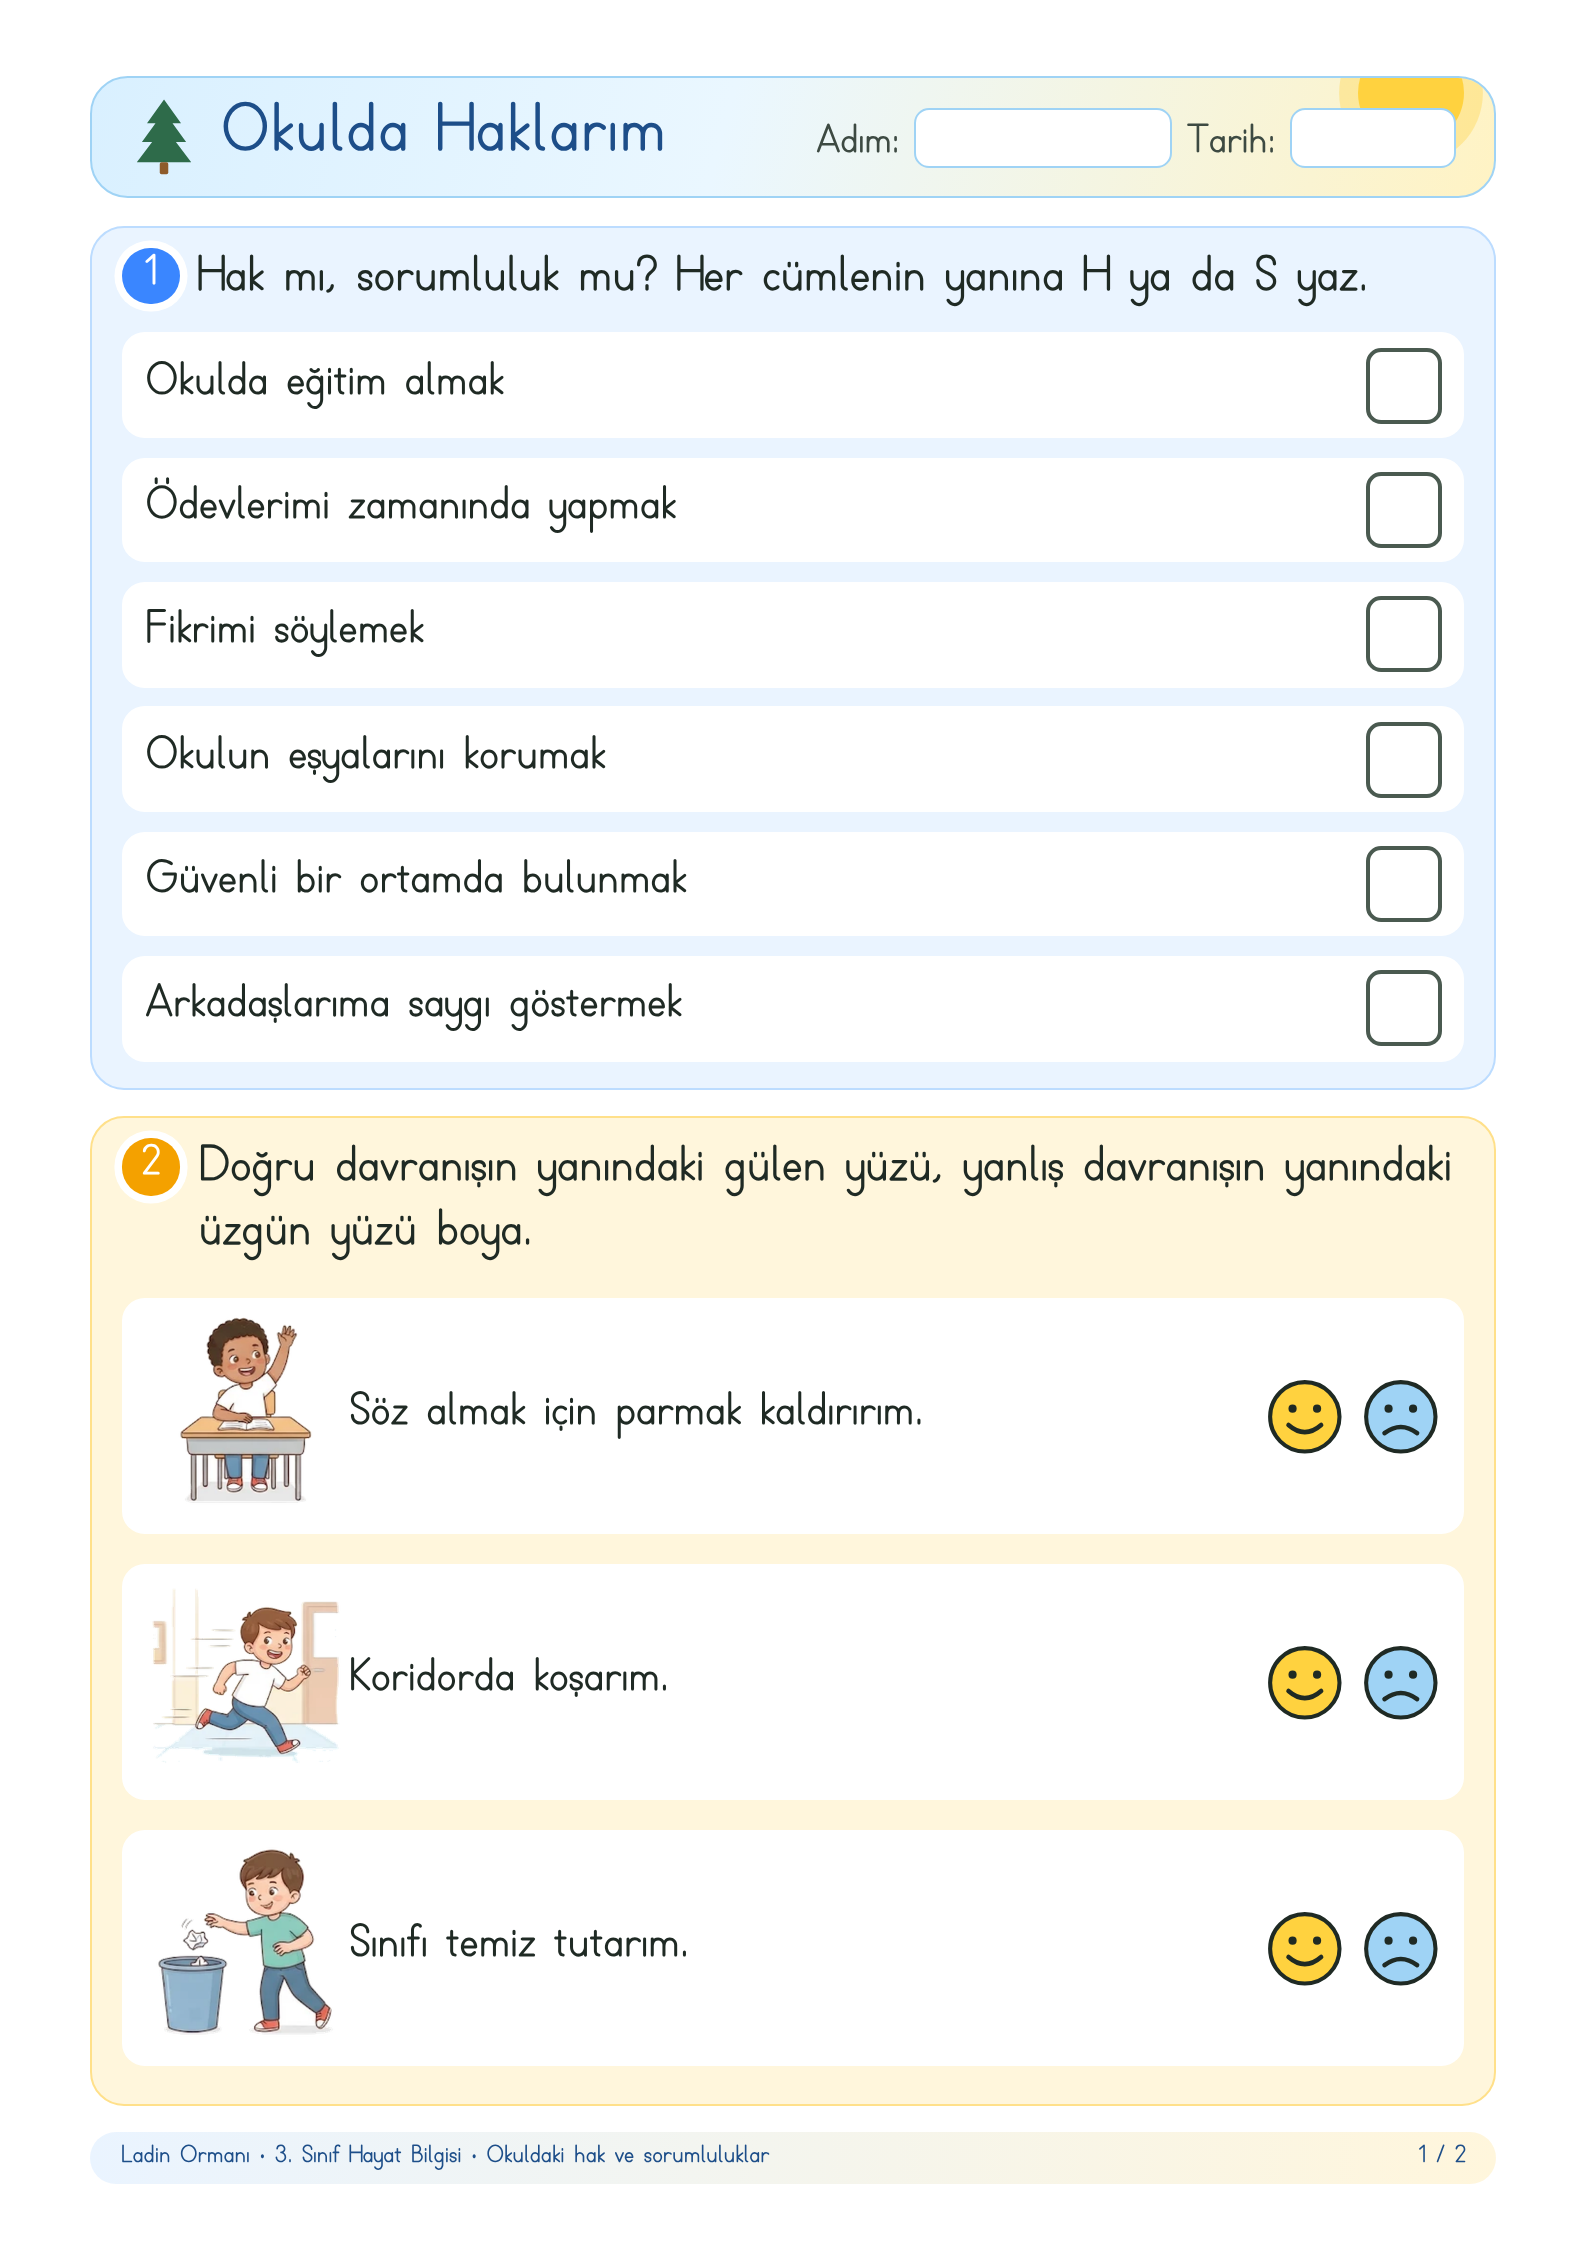 Okulda Haklarım
Adım:
Tarih:
1
Hak mı, sorumluluk mu? Her cümlenin yanına H ya da S yaz.
Okulda eğitim almak
Ödevlerimi zamanında yapmak
Fikrimi söylemek
Okulun eşyalarını korumak
Güvenli bir ortamda bulunmak
Arkadaşlarıma saygı göstermek
2
Doğru davranışın yanındaki gülen yüzü, yanlış davranışın yanındaki
üzgün yüzü boya.
Söz almak için parmak kaldırırım.
Koridorda koşarım.
Sınıfı temiz tutarım.
Ladin Ormanı • 3. Sınıf Hayat Bilgisi • Okuldaki hak ve sorumluluklar
1 / 2